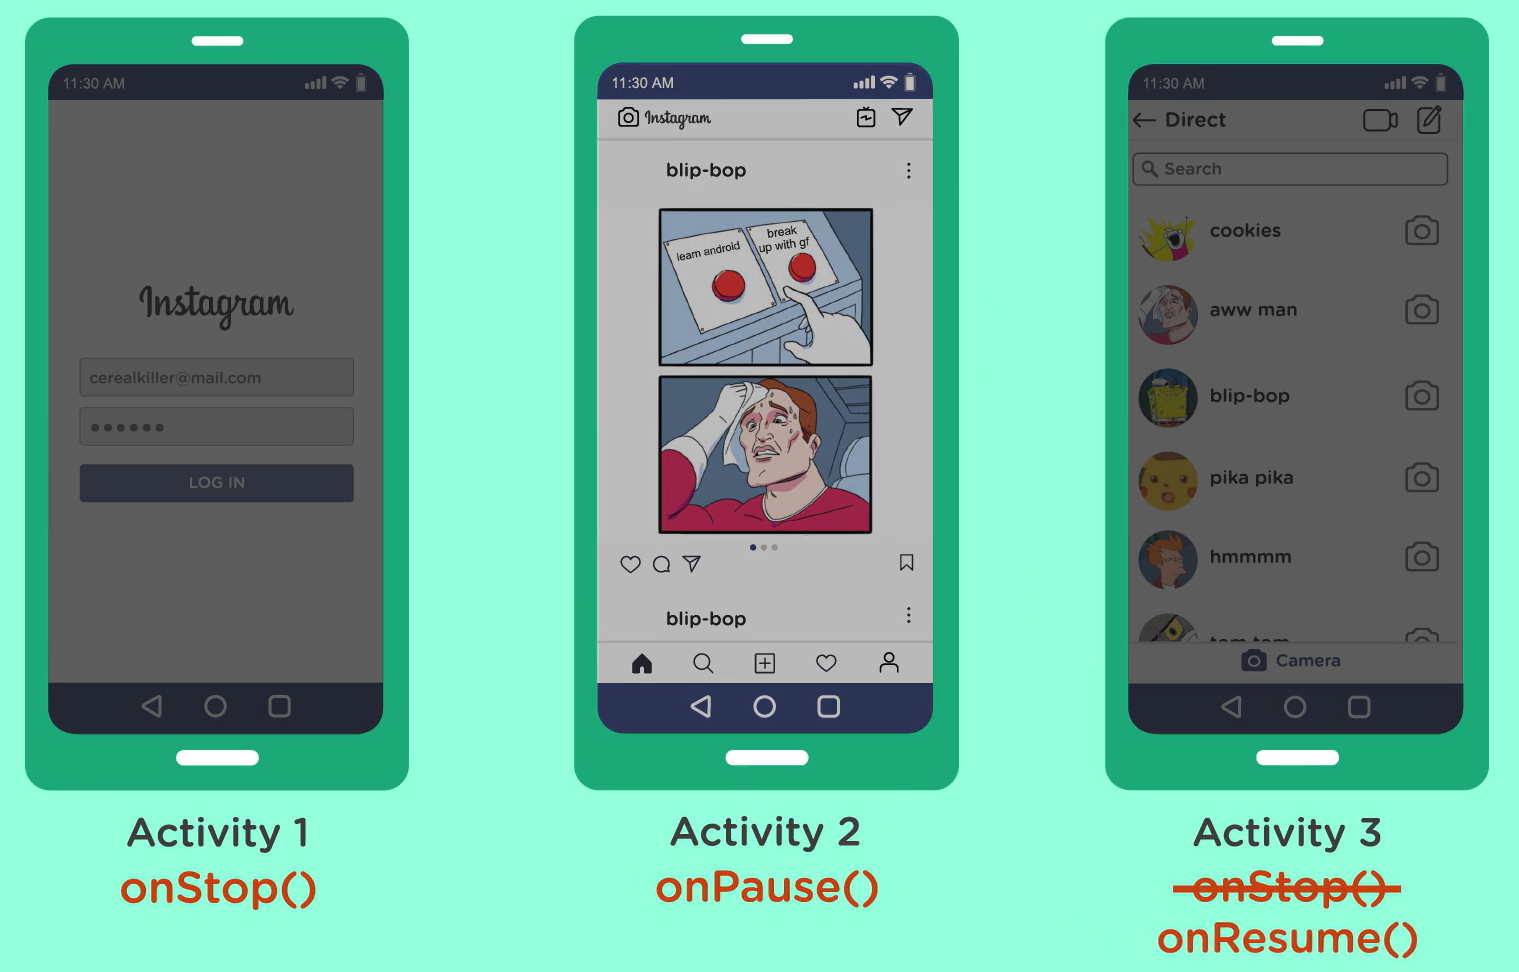 11:30 AM
Instagram
cerealkiller@mail.com
LOG IN
Activity 1
onStop()
11:30 AM
Instagram
blip-bop
learn android
break
up with gf
blip-bop
Activity 2
onPause()
11:30 AM
Direct
Search
cookies
aww man
blip-bop
pika pika
hmmmm
tom tom
Camera
Activity 3
onStop()
onResume()